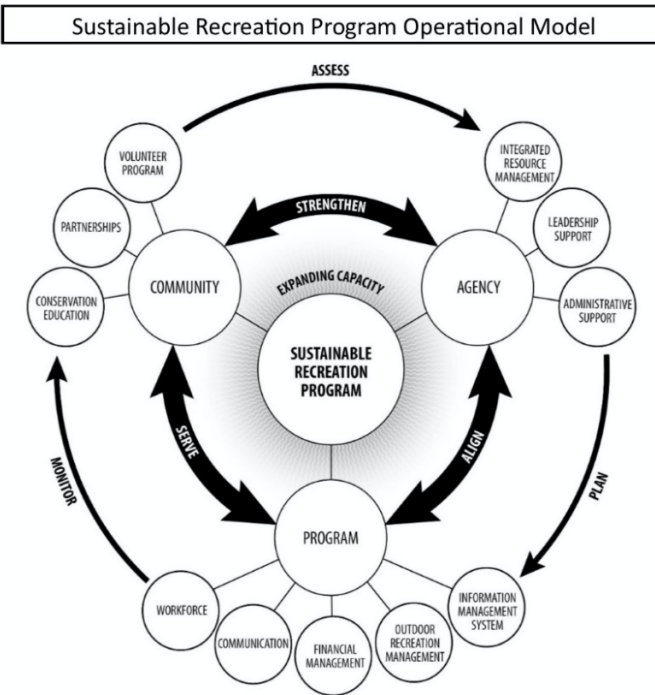 Sustainable Recreation Program Operational Model
ASSESS
VOLUNTEER
PROGRAM
INTEGRATED
RESOURCE
MANAGEMENT
PARTNERSHIPS
STRENGTHEN
LEADERSHIP
SUPPORT
CONSERVATION
EDUCATION
COMMUNITY
EXPANDING CAPACITY
AGENCY
ADMINISTRATIVE
SUPPORT
SUSTAINABLE
RECREATION
PROGRAM
SERVE
ALIGN
MONITOR
PLAN
PROGRAM
WORKFORCE
COMMUNICATION
FINANCIAL
MANAGEMENT
OUTDOOR
RECREATION
MANAGEMENT
INFORMATION
MANAGEMENT
SYSTEM